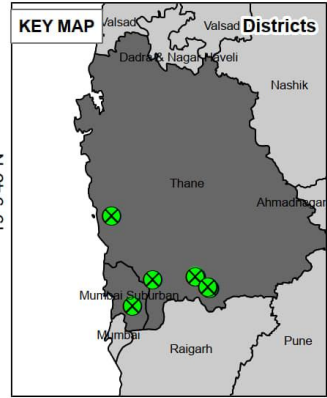 KEY MAP
Valsad
Valsad
Districts
Dadra & Nagar Haveli
Nashik
Thane
Ahmadnagar
Mumbai Suburban
Mumbai
Raigarh
Pune